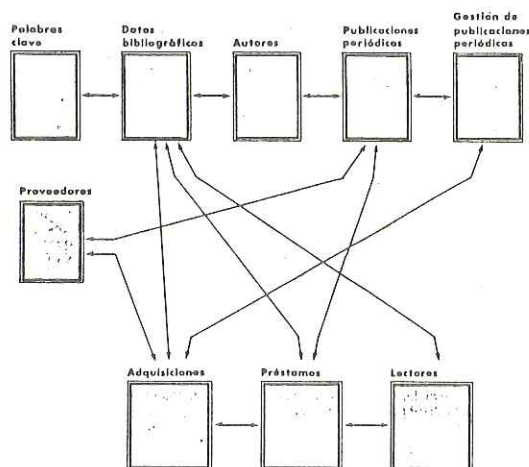 Palabras
clave
Datos
bibliográficos
Autores
Publicaciones
periódicas
Gestión de
publicaciones
periódicas
Proveedores
Adquisiciones
Préstamos
Lectores